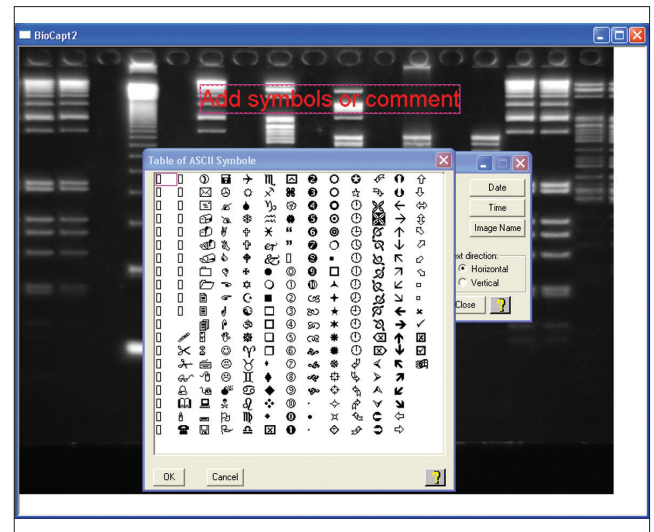 BioCapt2
Add symbols or comment
Table of ASCII Symbole
Date
Time
Image Name
xt direction:
Horizontal
Vertical
Close
OK
Cancel